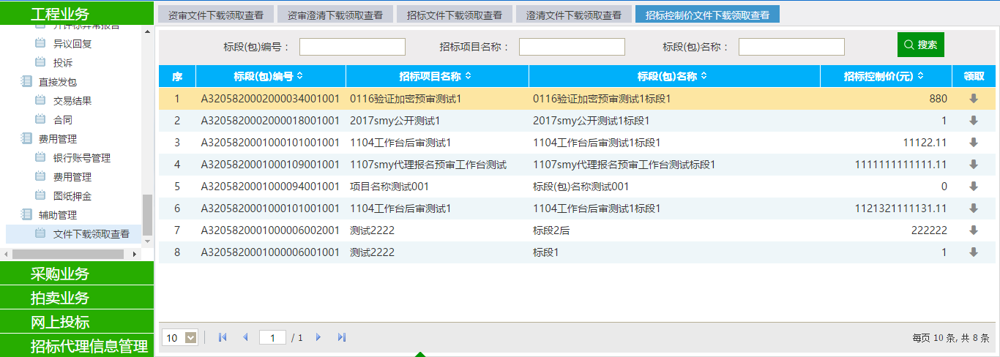 工程业务
开评标异常报告
异议回复
投诉
直接发包
交易结果
合同
费用管理
银行账号管理
费用管理
图纸押金
辅助管理
文件下载领取查看
采购业务
拍卖业务
网上投标
招标代理信息管理
资审文件下载领取查看 资审澄清下载领取查看 招标文件下载领取查看 澄清文件下载领取查看 招标控制价文件下载领取查看
标段(包)编号： 招标项目名称： 标段(包)名称： 搜索
序 标段(包)编号 招标项目名称 标段(包)名称 招标控制价(元) 领取
1 A3205820002000034001001 0116验证加密预审测试1 0116验证加密预审测试1标段1 880
2 A3205820002000018001001 2017smy公开测试1 2017smy公开测试1标段1 1
3 A3205820001000101001001 1104工作台后审测试1 1104工作台后审测试1标段1 11122.11
4 A3205820001000109001001 1107smy代理报名预审工作台测试 1107smy代理报名预审工作台测试标段1 1111111111111.11
5 A3205820001000094001001 项目名称测试001 标段(包)名称测试001 0
6 A3205820001000101001001 1104工作台后审测试1 1104工作台后审测试1标段1 1121321111131.11
7 A3205820001000006002001 测试2222 标段2后 222222
8 A3205820001000006001001 测试2222 标段1 1
10 1 / 1 每页 10 条, 共 8 条